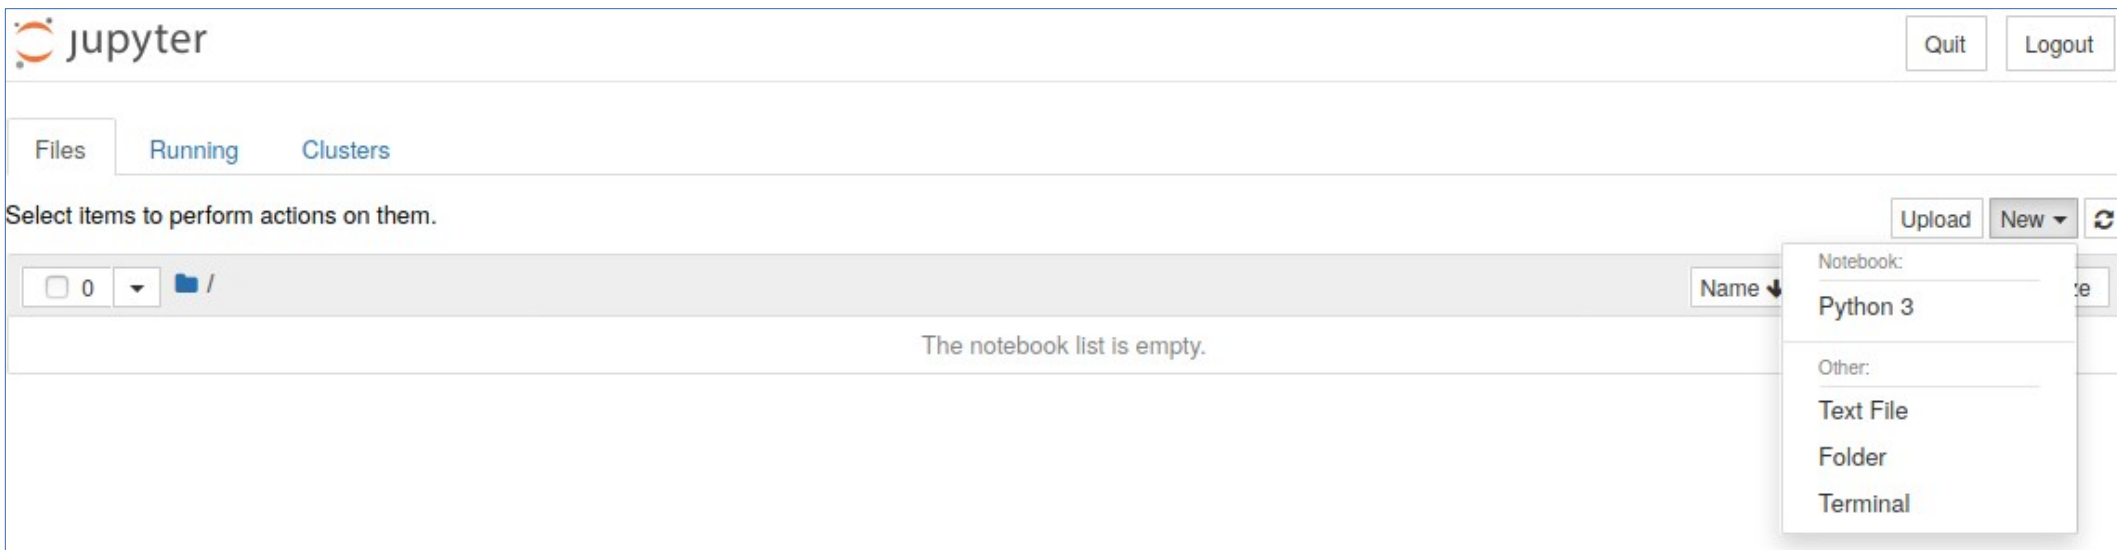 jupyter
Quit
Logout
Files
Running
Clusters
Select items to perform actions on them.
Upload
New
0
/
Name
Notebook:
Python 3
The notebook list is empty.
Other:
Text File
Folder
Terminal